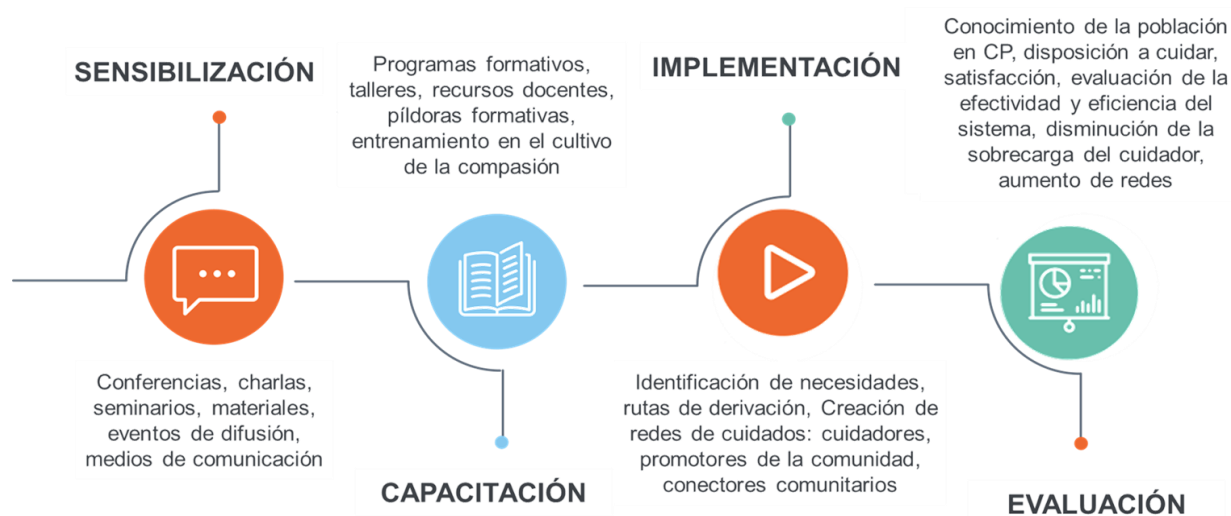 SENSIBILIZACIÓN
Conferencias, charlas,
seminarios, materiales,
eventos de difusión,
medios de comunicación
Programas formativos,
talleres, recursos docentes,
píldoras formativas,
entrenamiento en el cultivo
de la compasión
CAPACITACIÓN
IMPLEMENTACIÓN
Identificación de necesidades,
rutas de derivación, Creación de
redes de cuidados: cuidadores,
promotores de la comunidad,
conectores comunitarios
Conocimiento de la población
en CP, disposición a cuidar,
satisfacción, evaluación de la
efectividad y eficiencia del
sistema, disminución de la
sobrecarga del cuidador,
aumento de redes
EVALUACIÓN